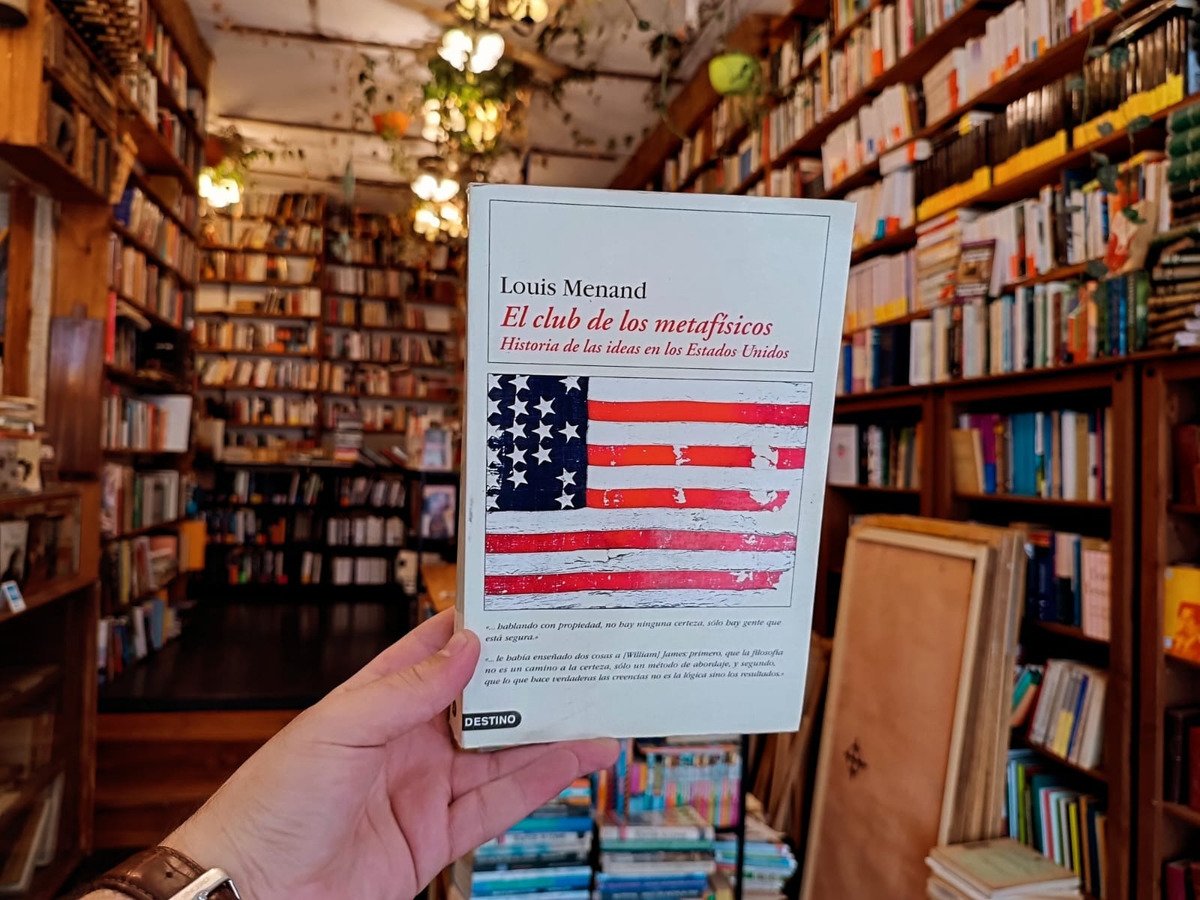 Louis Menand
El club de los metafísicos
Historia de las ideas en los Estados Unidos
«... hablando con propiedad, no hay ninguna certeza, sólo hay gente que
está segura.»
«... le había enseñado dos cosas a [William] James: primero, que la filosofía
no es un camino a la certeza, sólo un método de abordaje, y segundo,
que lo que hace verdaderas las creencias no es la lógica sino los resultados.»
DESTINO